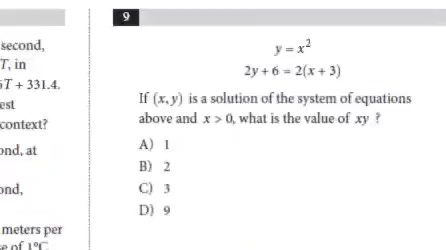 second,
T, in
T + 331.4.
est
context?
ond, at
ond,
meters per
e of 1°C
9
y = x²
2y + 6 = 2(x + 3)
If (x, y) is a solution of the system of equations
above and x > 0, what is the value of xy ?
A) 1
B) 2
C) 3
D) 9